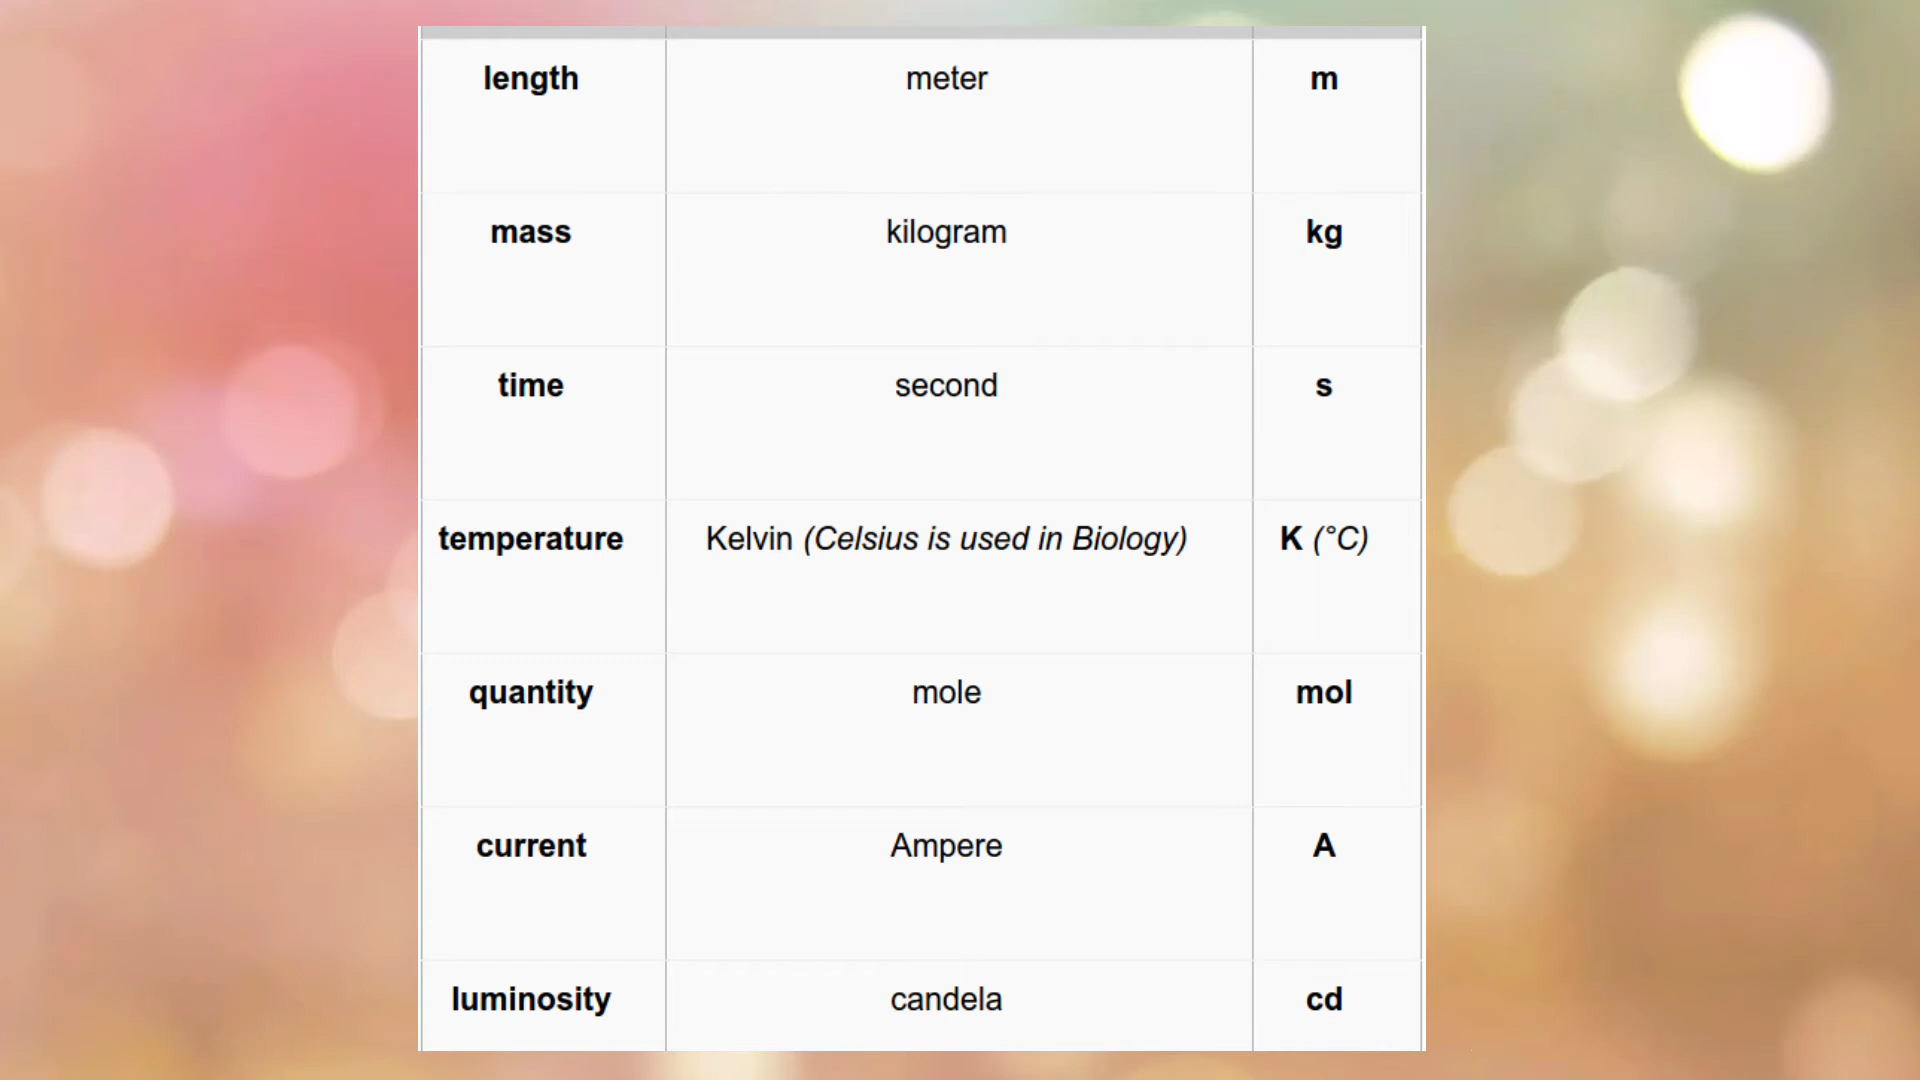 length meter m
mass kilogram kg
time second s
temperature Kelvin (Celsius is used in Biology) K (°C)
quantity mole mol
current Ampere A
luminosity candela cd